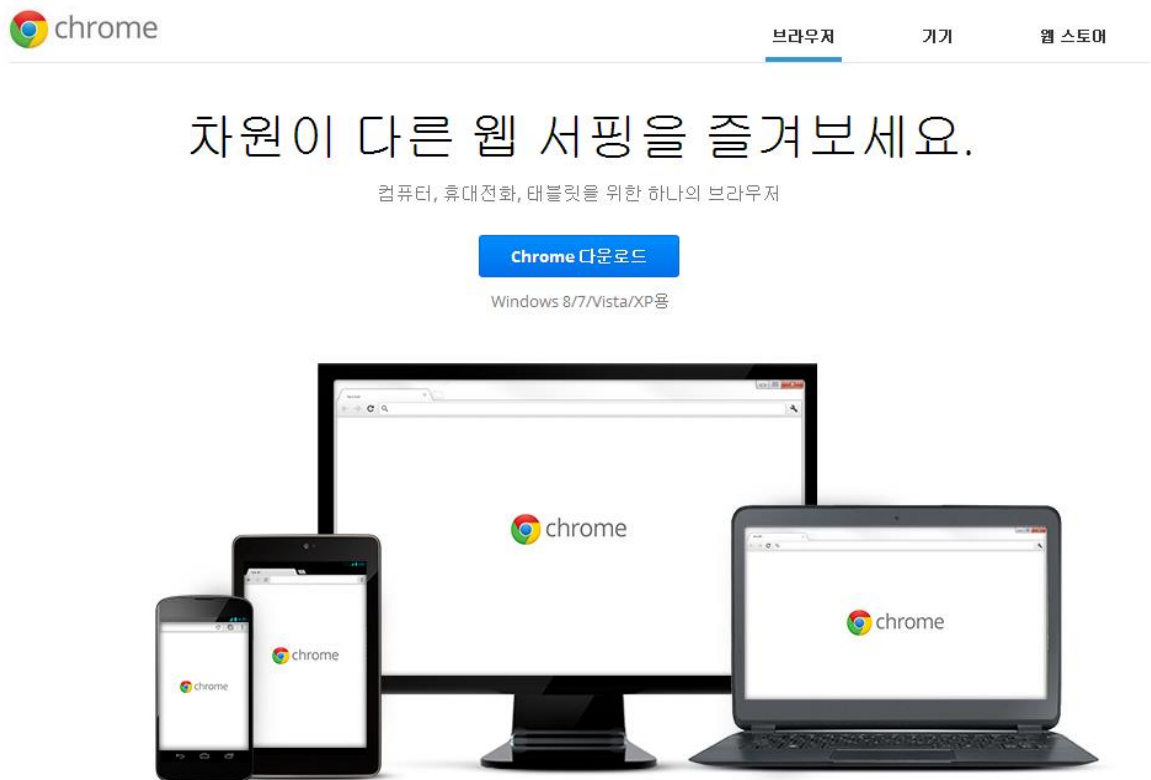 chrome
브라우저 기기 웹 스토어
차원이 다른 웹 서핑을 즐겨보세요.
컴퓨터, 휴대전화, 태블릿을 위한 하나의 브라우저
Chrome 다운로드
Windows 8/7/Vista/XP용
chrome
chrome
chrome
chrome